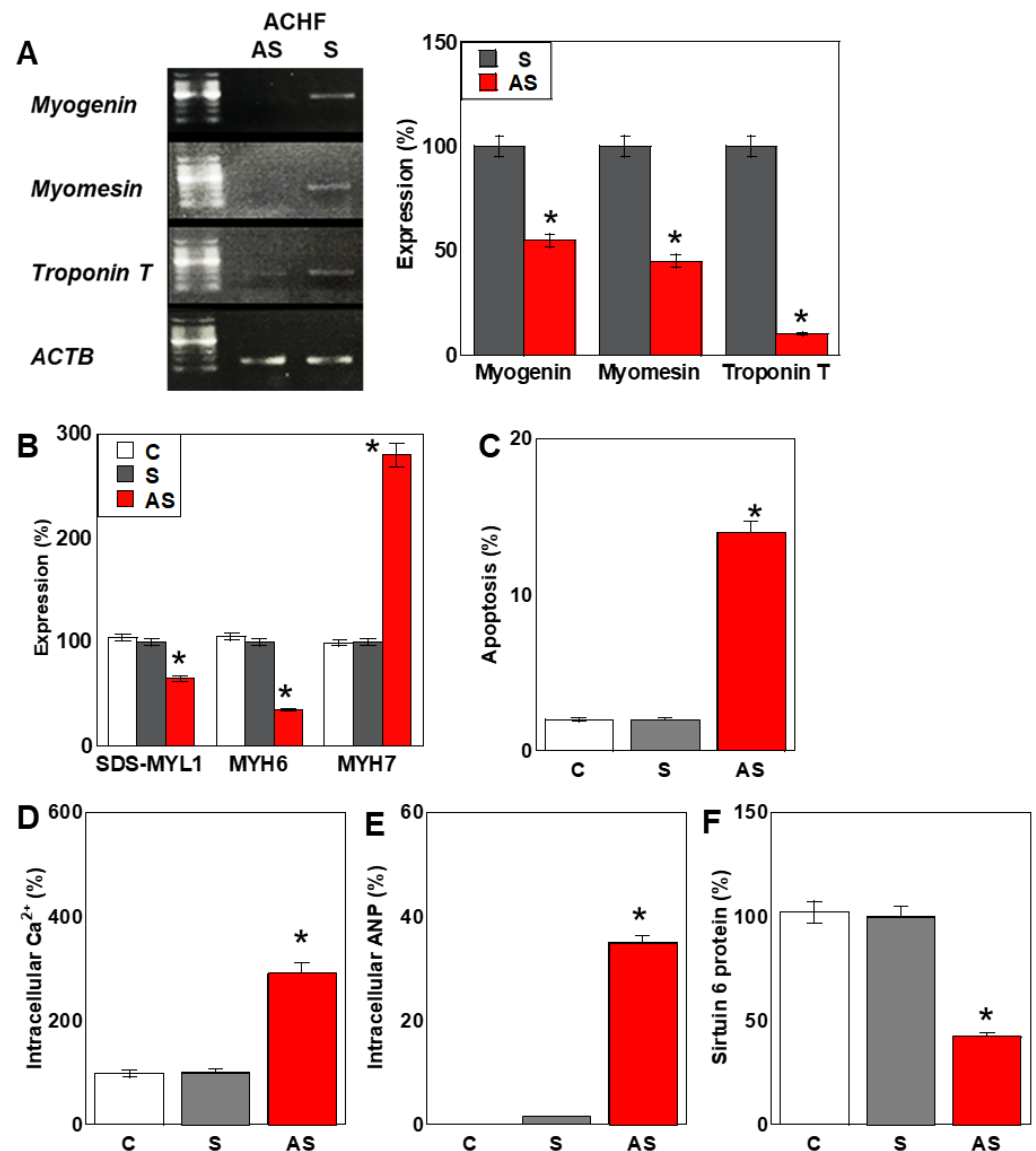 A
ACHF
AS S
Myogenin
Myomesin
Troponin T
ACTB
Expression (%)
150
100
50
0
S
AS
*
*
*
Myogenin Myomesin Troponin T
B
Expression (%)
300
200
100
0
C
S
AS
*
*
*
SDS-MYL1 MYH6 MYH7
C
Apoptosis (%)
20
10
0
*
C S AS
D
Intracellular Ca²⁺ (%)
600
400
200
0
*
C S AS
E
Intracellular ANP (%)
60
40
20
0
*
C S AS
F
Sirtuin 6 protein (%)
150
100
50
0
*
C S AS